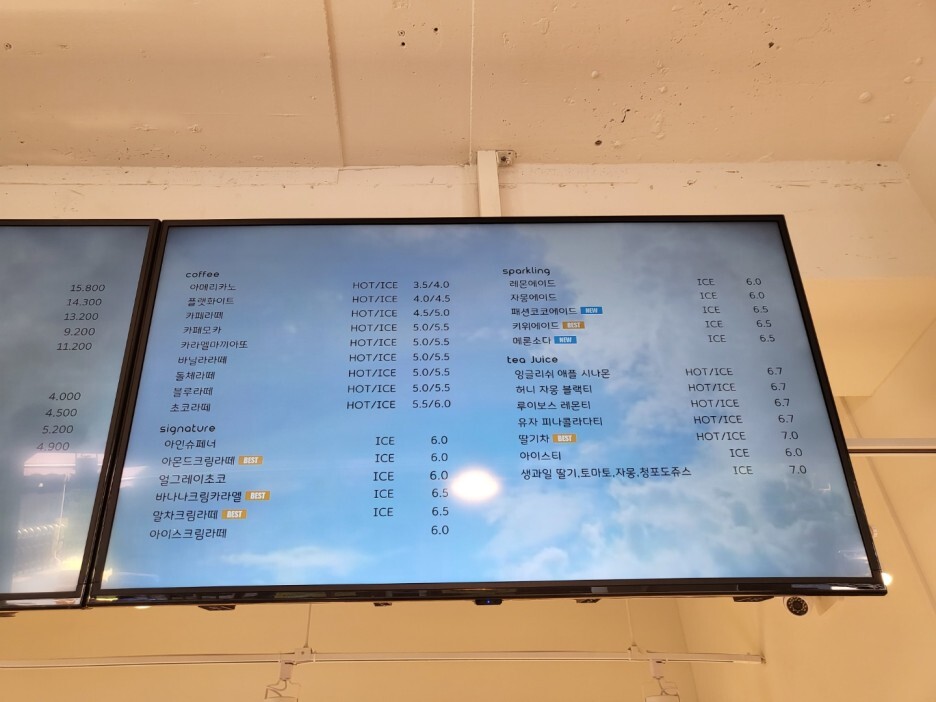 15.800
14.300
13.200
9.200
11.200
4.000
4.500
5.200
4.900
coffee
아메리카노 HOT/ICE 3.5/4.0
플랫화이트 HOT/ICE 4.0/4.5
카페라떼 HOT/ICE 4.5/5.0
카페모카 HOT/ICE 5.0/5.5
카라멜마끼아또 HOT/ICE 5.0/5.5
바닐라라떼 HOT/ICE 5.0/5.5
돌체라떼 HOT/ICE 5.0/5.5
블루라떼 HOT/ICE 5.0/5.5
초코라떼 HOT/ICE 5.5/6.0
signature
아인슈페너 ICE 6.0
아몬드크림라떼 BEST ICE 6.0
얼그레이초코 ICE 6.0
바나나크림카라멜 BEST ICE 6.5
말차크림라떼 BEST ICE 6.5
아이스크림라떼 6.0
sparkling
레몬에이드 ICE 6.0
자몽에이드 ICE 6.0
패션코코에이드 NEW ICE 6.5
키위에이드 BEST ICE 6.5
메론소다 NEW ICE 6.5
tea Juice
잉글리쉬 애플 시나몬 HOT/ICE 6.7
허니 자몽 블랙티 HOT/ICE 6.7
루이보스 레몬티 HOT/ICE 6.7
유자 피나콜라다티 HOT/ICE 6.7
딸기차 BEST HOT/ICE 7.0
아이스티 ICE 6.0
생과일 딸기,토마토,자몽,청포도쥬스 ICE 7.0